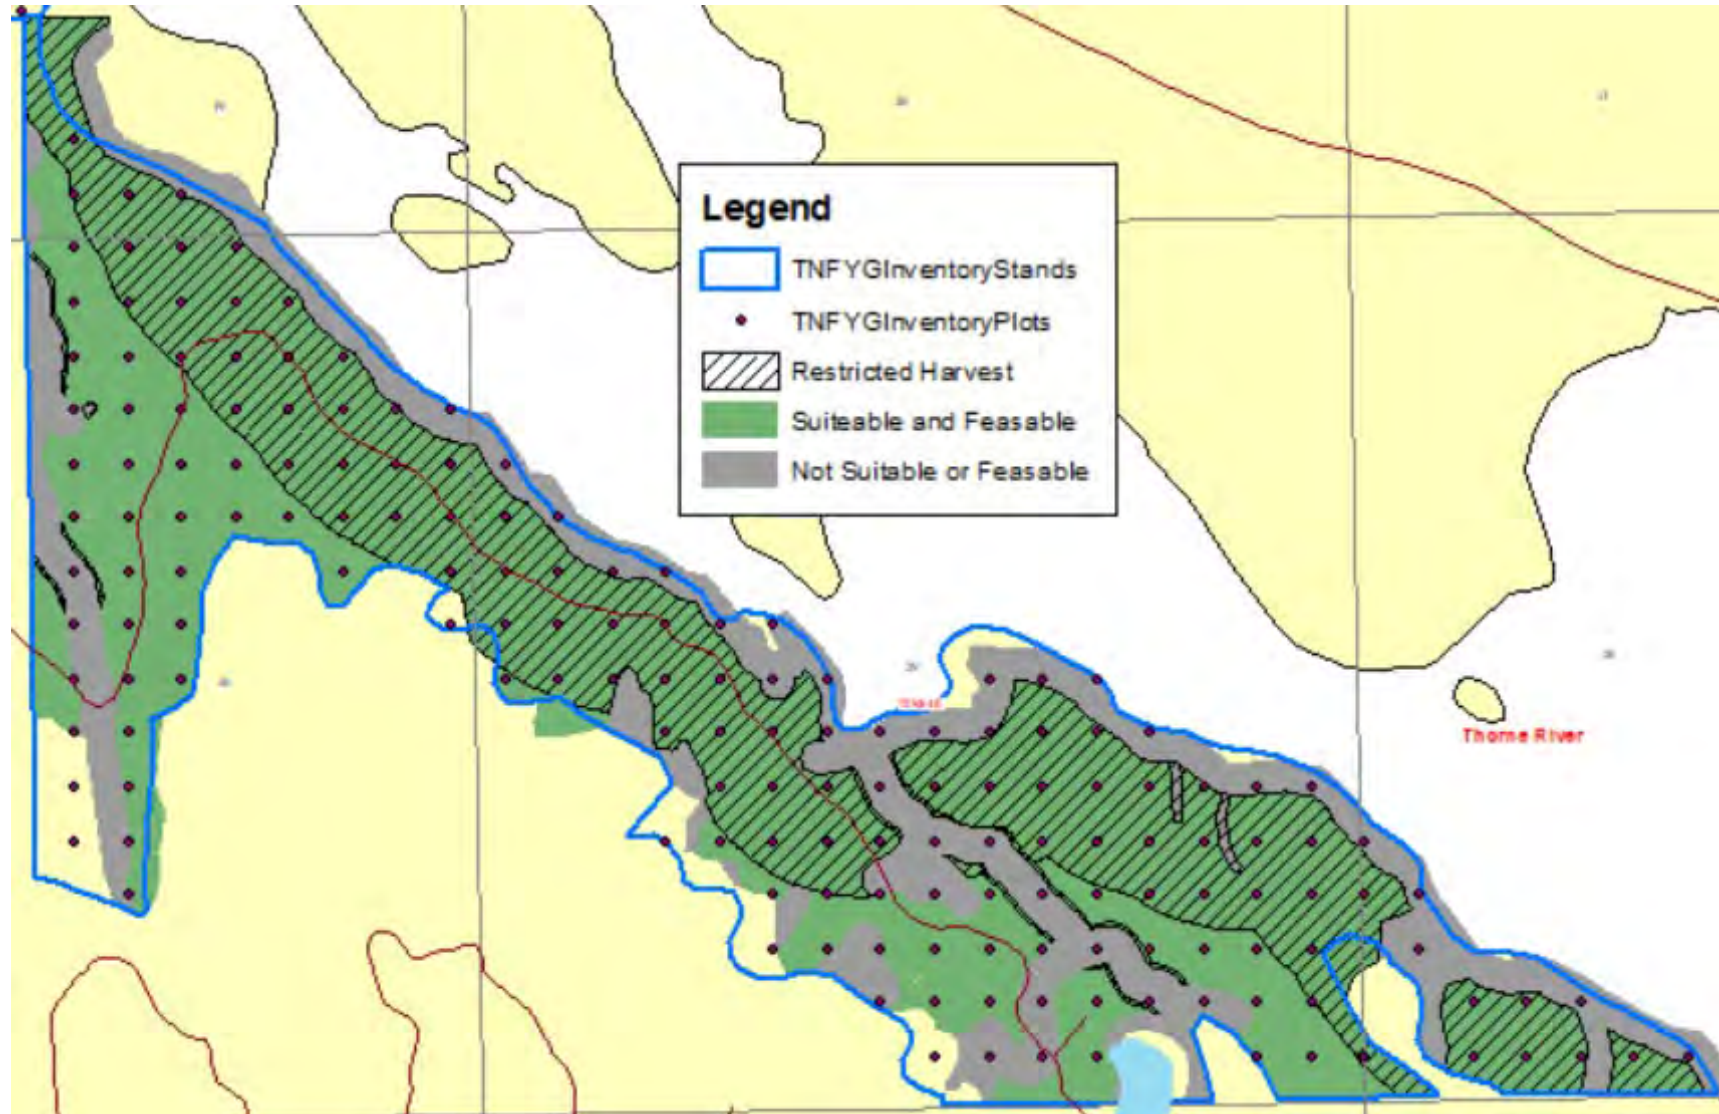 Legend
TNFYGInventoryStands
TNFYGInventoryPlots
Restricted Harvest
Suiteable and Feasable
Not Suitable or Feasable
Thorne River